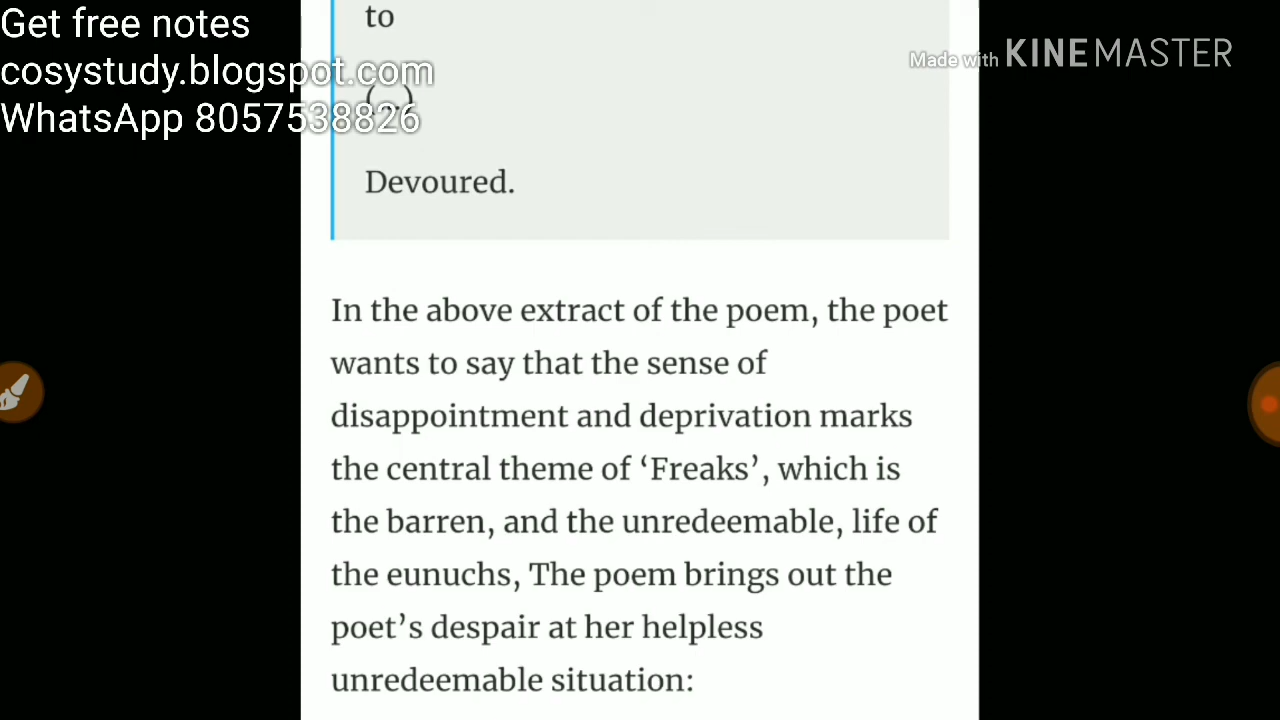 Get free notes
cosystudy.blogspot.com
WhatsApp 8057538826
Made with KINEMASTER
to
(…)
Devoured.
In the above extract of the poem, the poet
wants to say that the sense of
disappointment and deprivation marks
the central theme of ‘Freaks’, which is
the barren, and the unredeemable, life of
the eunuchs, The poem brings out the
poet’s despair at her helpless
unredeemable situation: